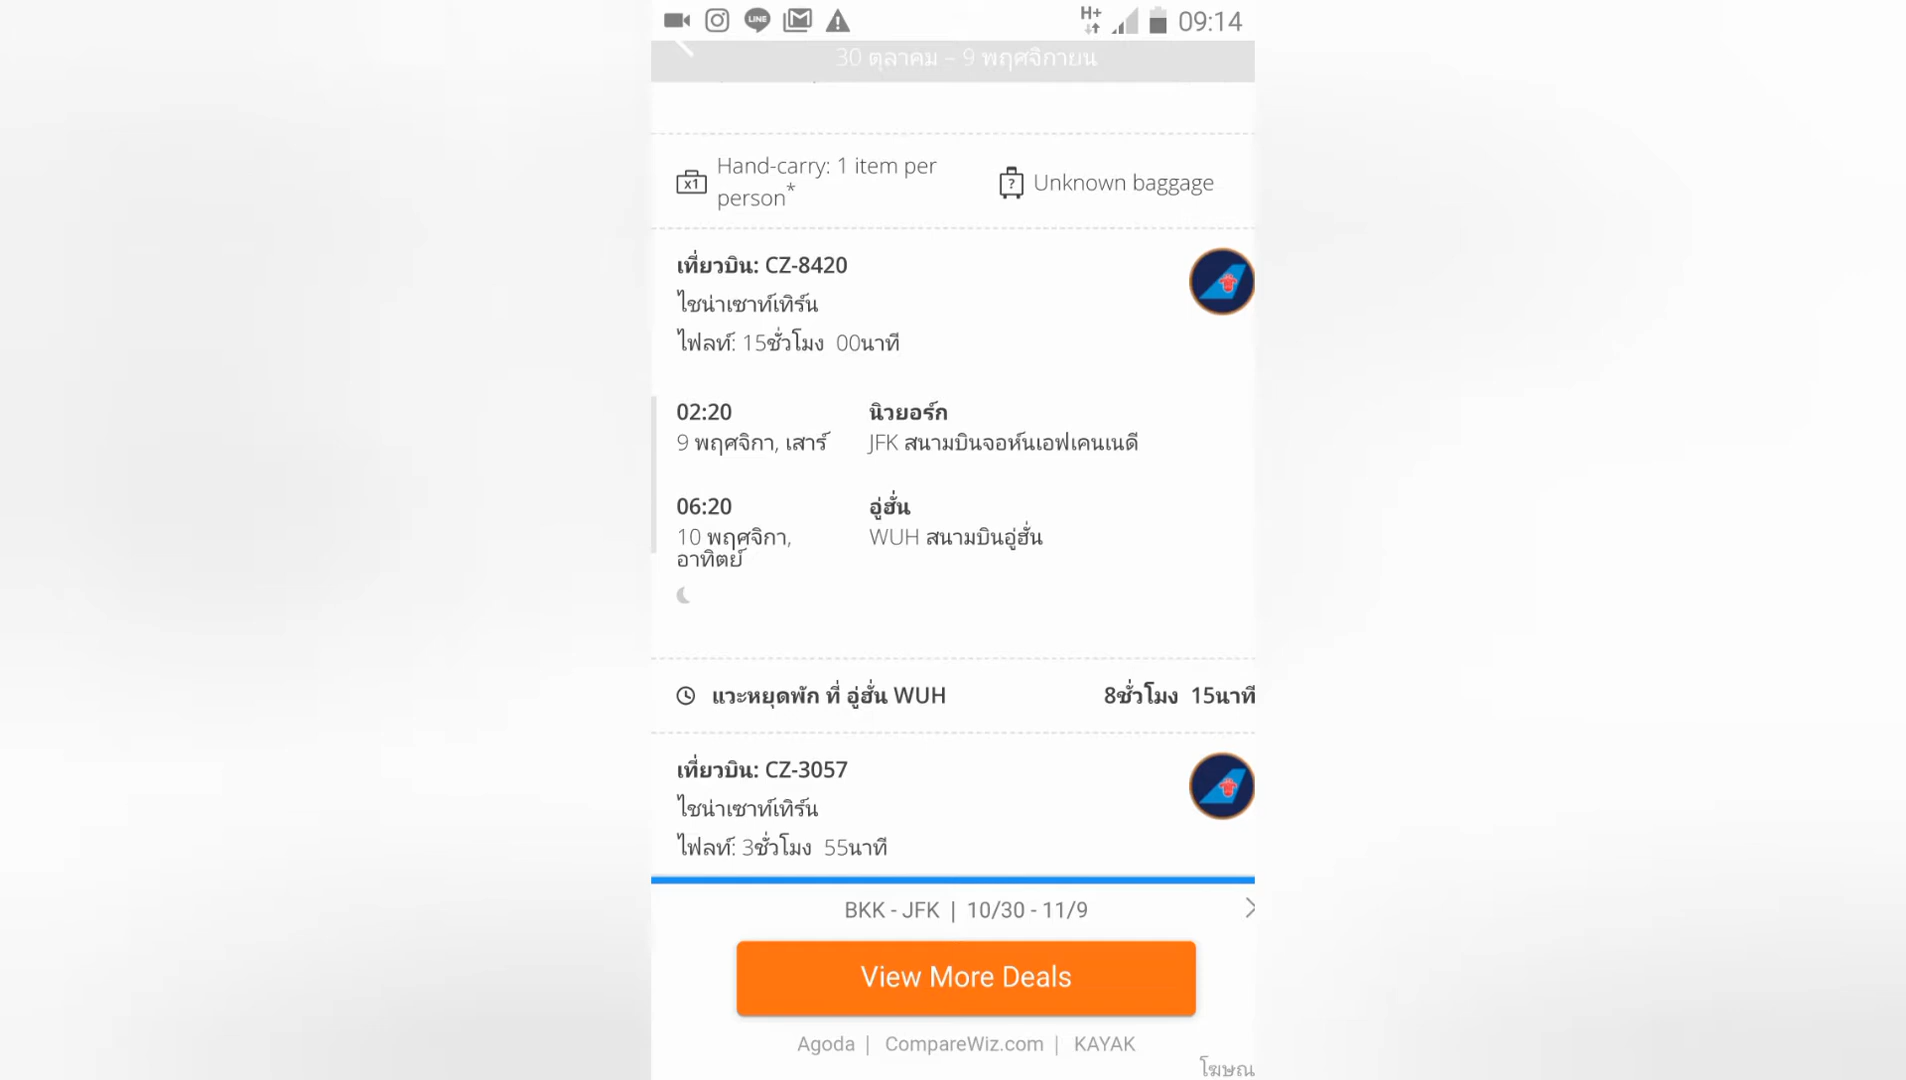 H+ 09:14
30 ตุลาคม – 9 พฤศจิกายน
Hand-carry: 1 item per person*
Unknown baggage
เที่ยวบิน: CZ-8420
ไชน่าเซาท์เทิร์น
ไฟลท์: 15ชั่วโมง 00นาที
02:20 นิวยอร์ก
9 พฤศจิกา, เสาร์ JFK สนามบินจอห์นเอฟเคนเนดี
06:20 อู่ฮั่น
10 พฤศจิกา, WUH สนามบินอู่ฮั่น
อาทิตย์
แวะหยุดพัก ที่ อู่ฮั่น WUH 8ชั่วโมง 15นาที
เที่ยวบิน: CZ-3057
ไชน่าเซาท์เทิร์น
ไฟลท์: 3ชั่วโมง 55นาที
BKK - JFK | 10/30 - 11/9
View More Deals
Agoda | CompareWiz.com | KAYAK
โฆษณ